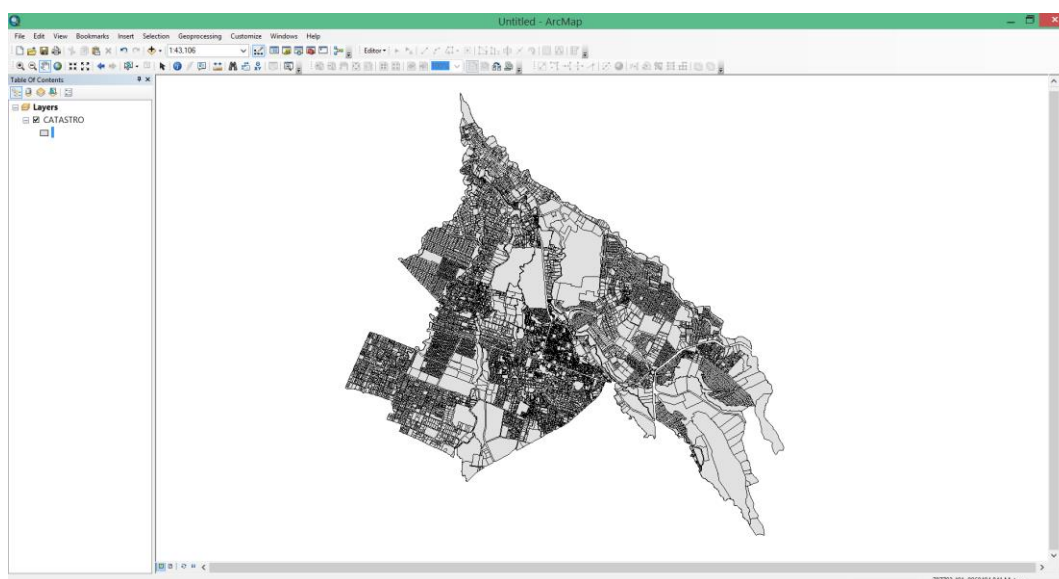 Untitled - ArcMap
File Edit View Bookmarks Insert Selection Geoprocessing Customize Windows Help
1:43,106
Editor
Table Of Contents
Layers
CATASTRO